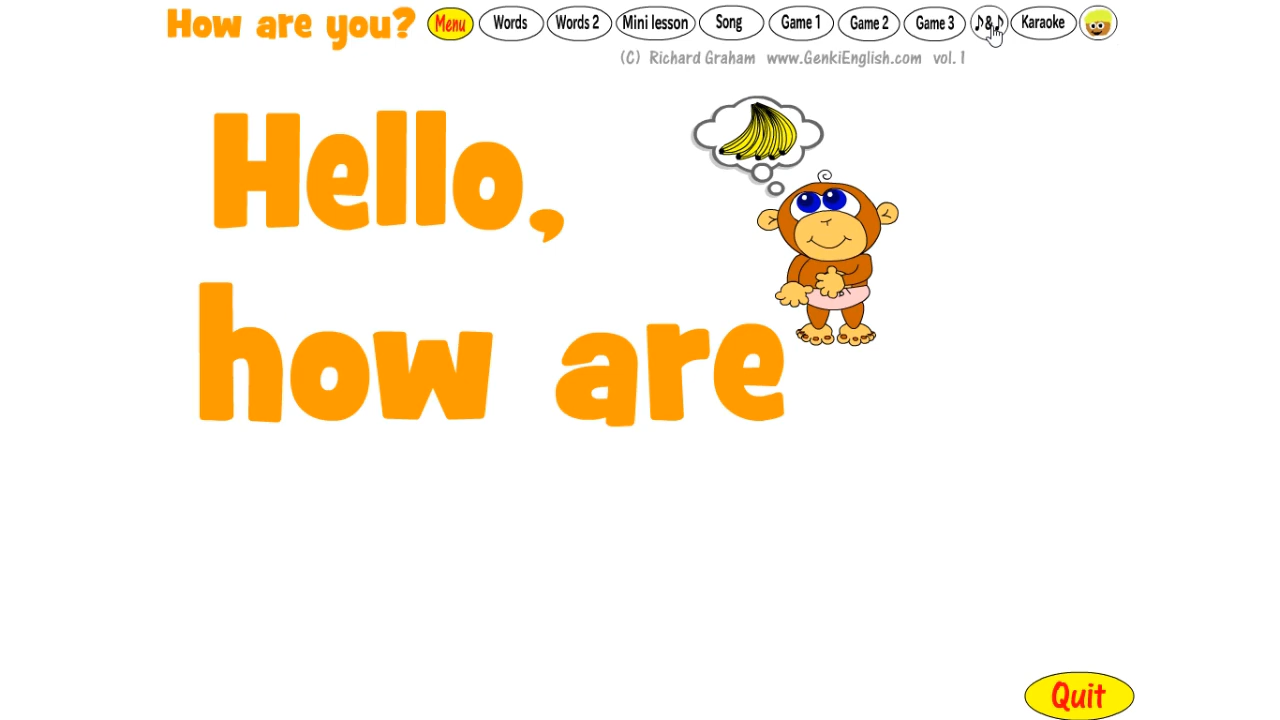 How are you? Menu Words Words 2 Mini lesson Song Game 1 Game 2 Game 3 ♪&♪ Karaoke
(C) Richard Graham www.GenkiEnglish.com vol. 1
Hello,
how are
Quit